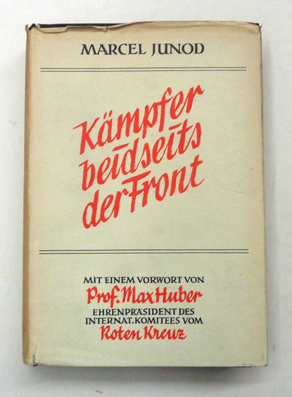 MARCEL JUNOD
Kämpfer
beidseits
der Front
MIT EINEM VORWORT VON
Prof. Max Huber
EHRENPRÄSIDENT DES
INTERNAT. KOMITEES VOM
Roten Kreuz